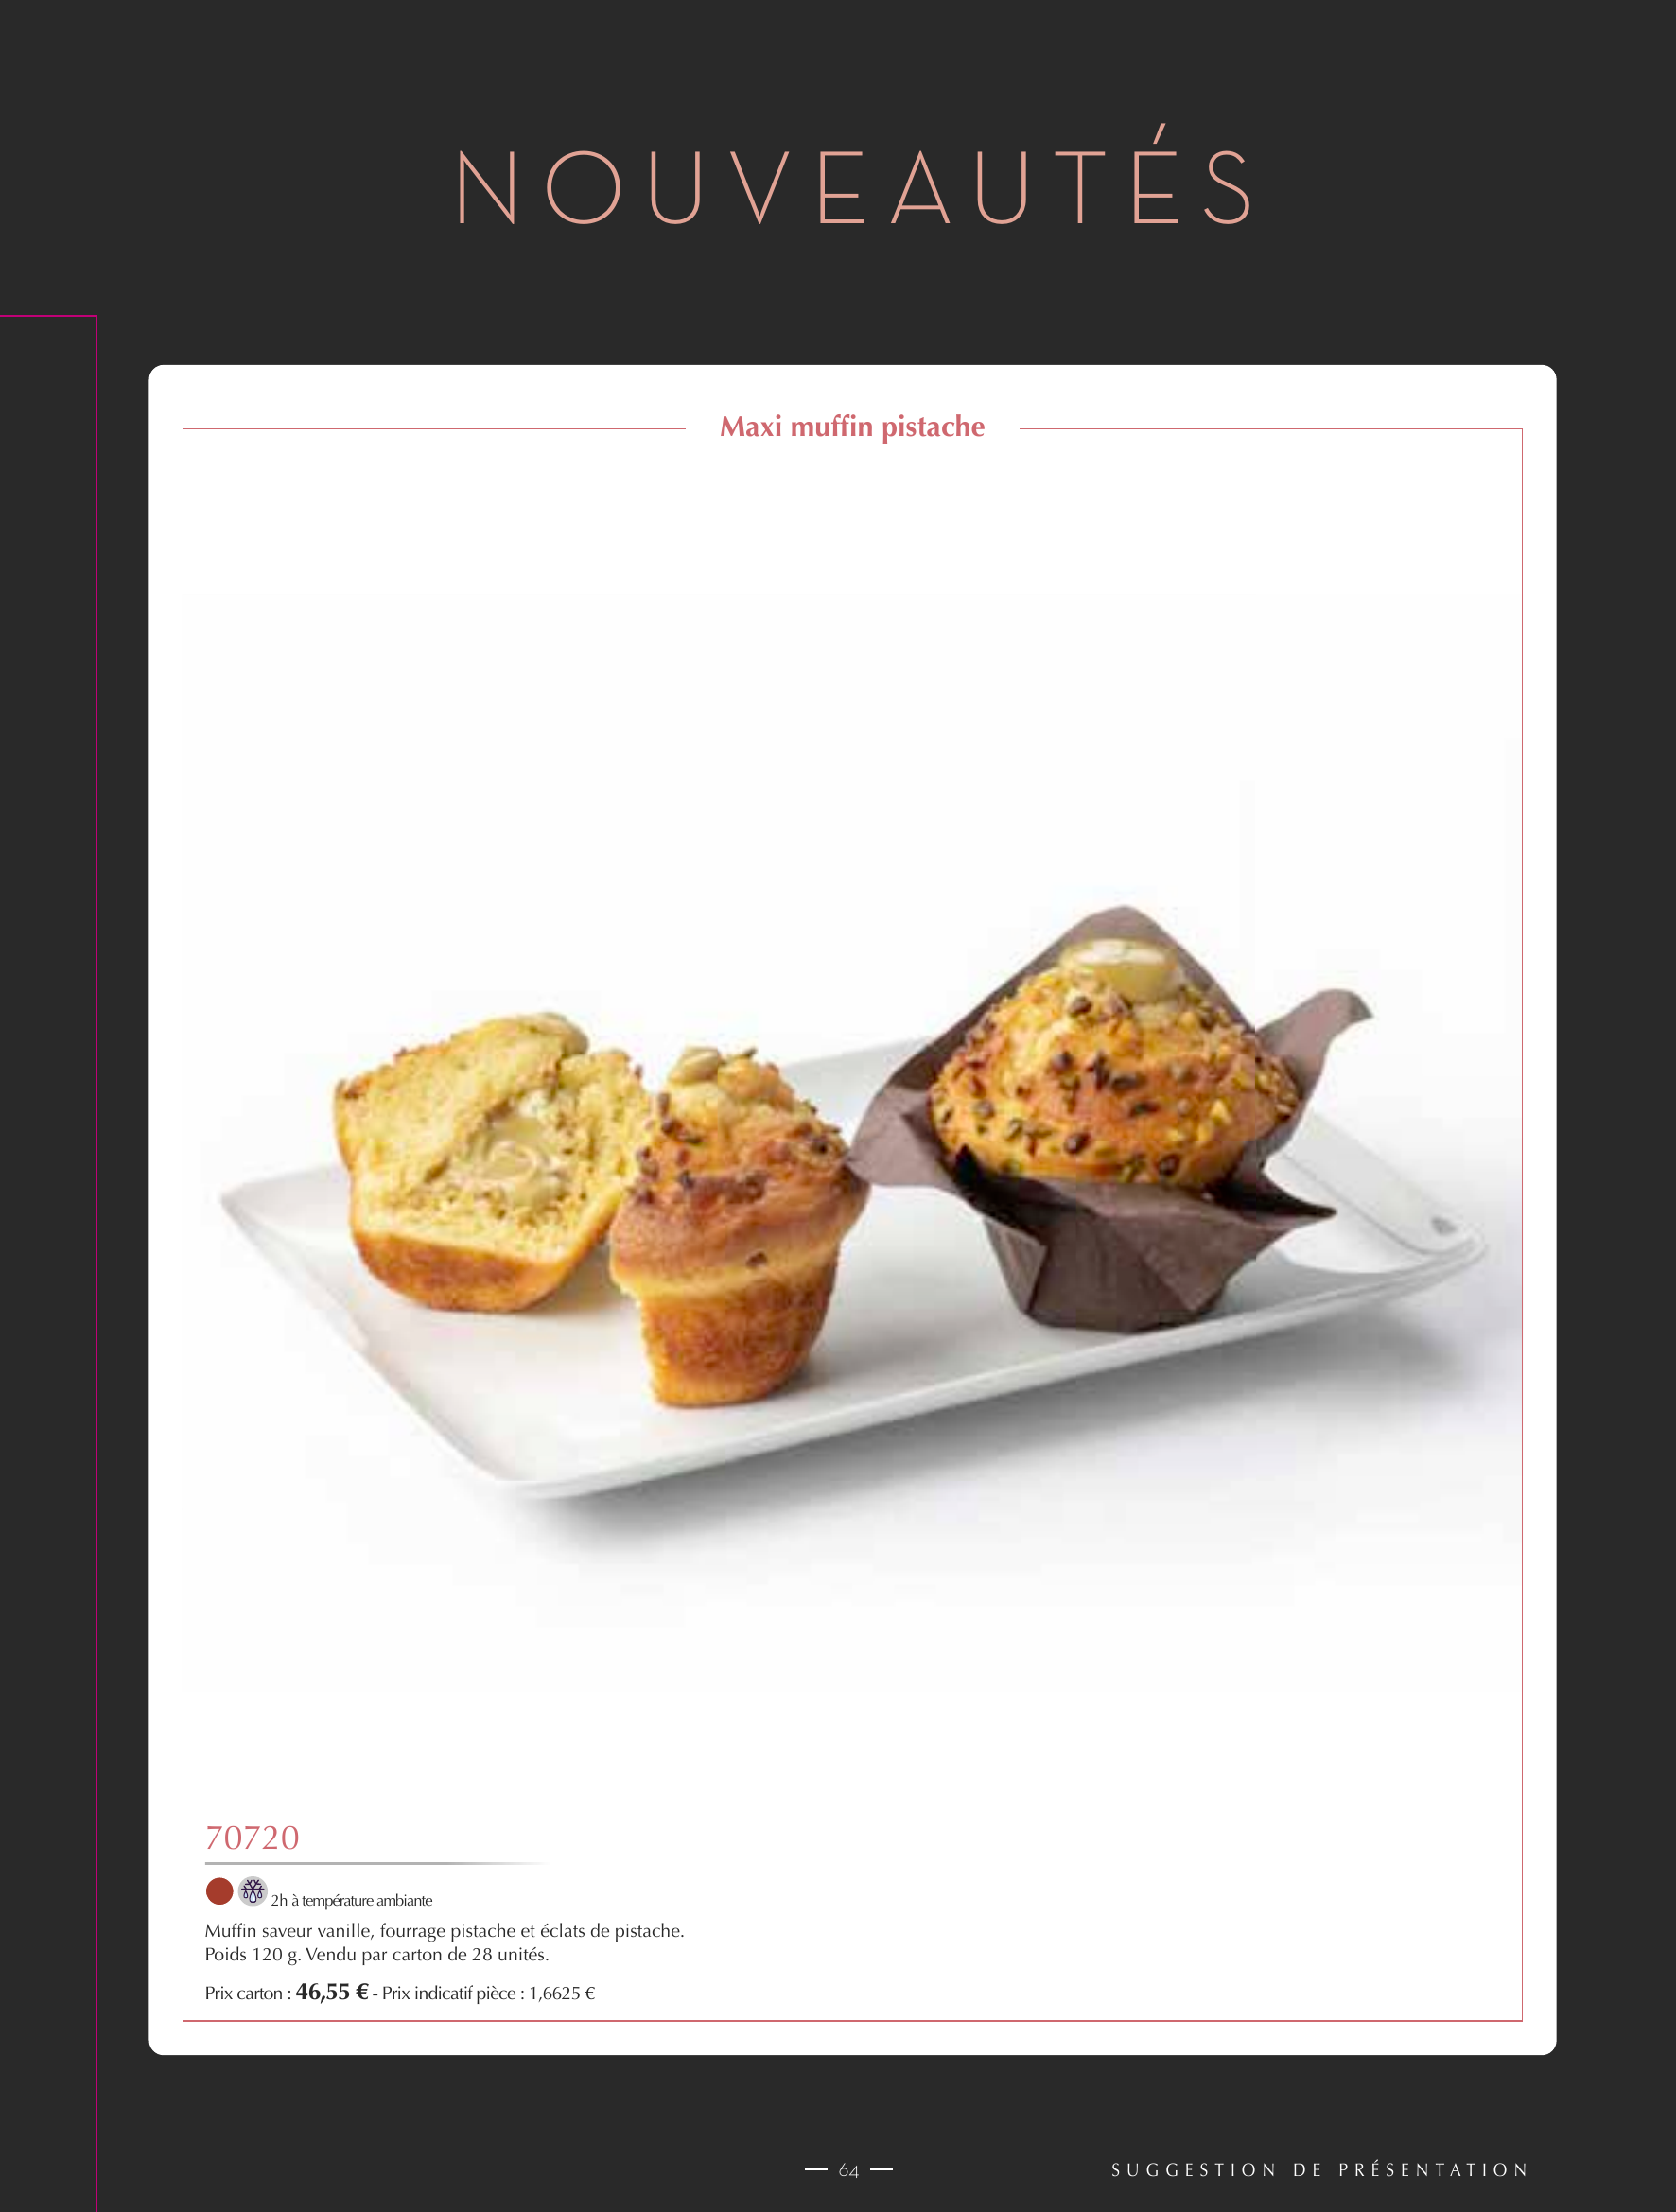 NOUVEAUTÉS
Maxi muffin pistache
70720
2h à température ambiante
Muffin saveur vanille, fourrage pistache et éclats de pistache.
Poids 120 g. Vendu par carton de 28 unités.
Prix carton : 46,55 € - Prix indicatif pièce : 1,6625 €
— 64 —
SUGGESTION DE PRÉSENTATION